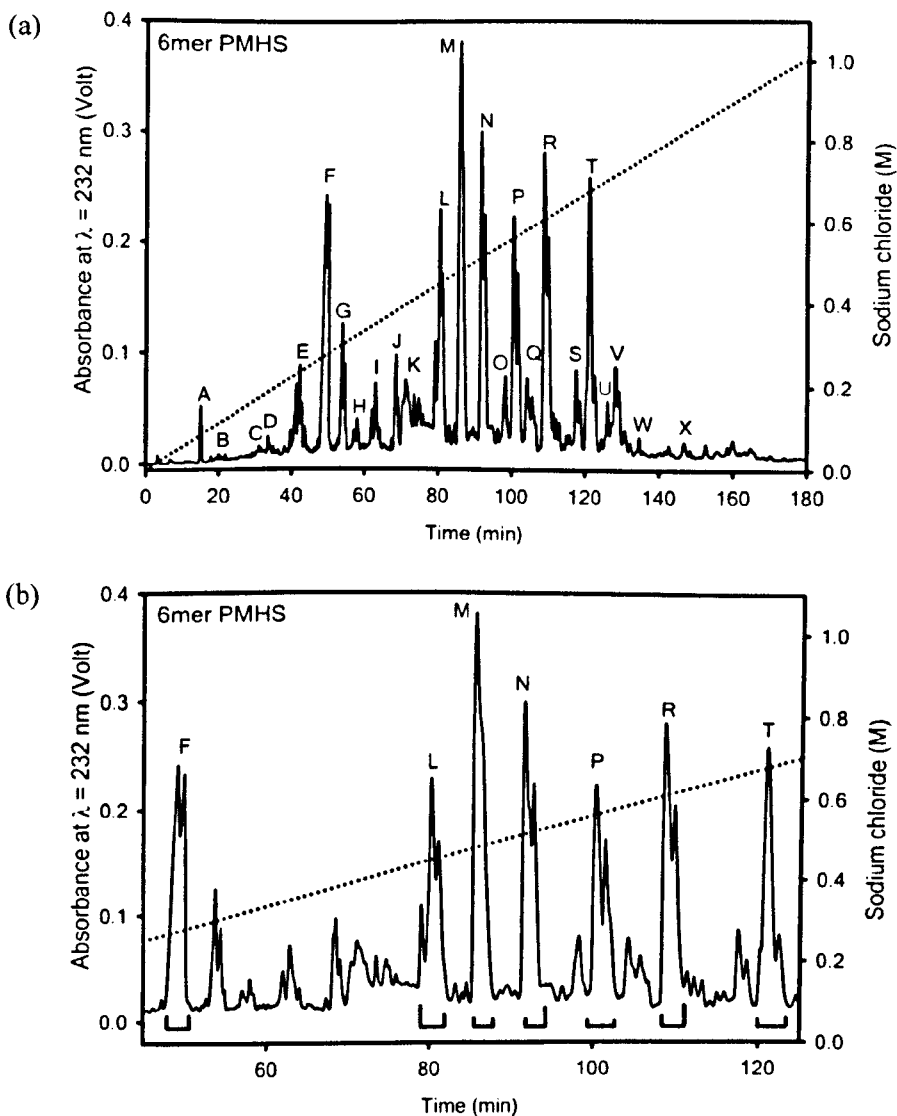 (a)
6mer PMHS
Absorbance at λ = 232 nm (Volt)
0.4
0.3
0.2
0.1
0.0
A B C D E F G H I J K L M N O P Q R S T U V W X
1.0
0.8
0.6
0.4
0.2
0.0
Sodium chloride (M)
0 20 40 60 80 100 120 140 160 180
Time (min)
(b)
6mer PMHS
Absorbance at λ = 232 nm (Volt)
0.4
0.3
0.2
0.1
0.0
F L M N P R T
1.0
0.8
0.6
0.4
0.2
0.0
Sodium chloride (M)
60 80 100 120
Time (min)